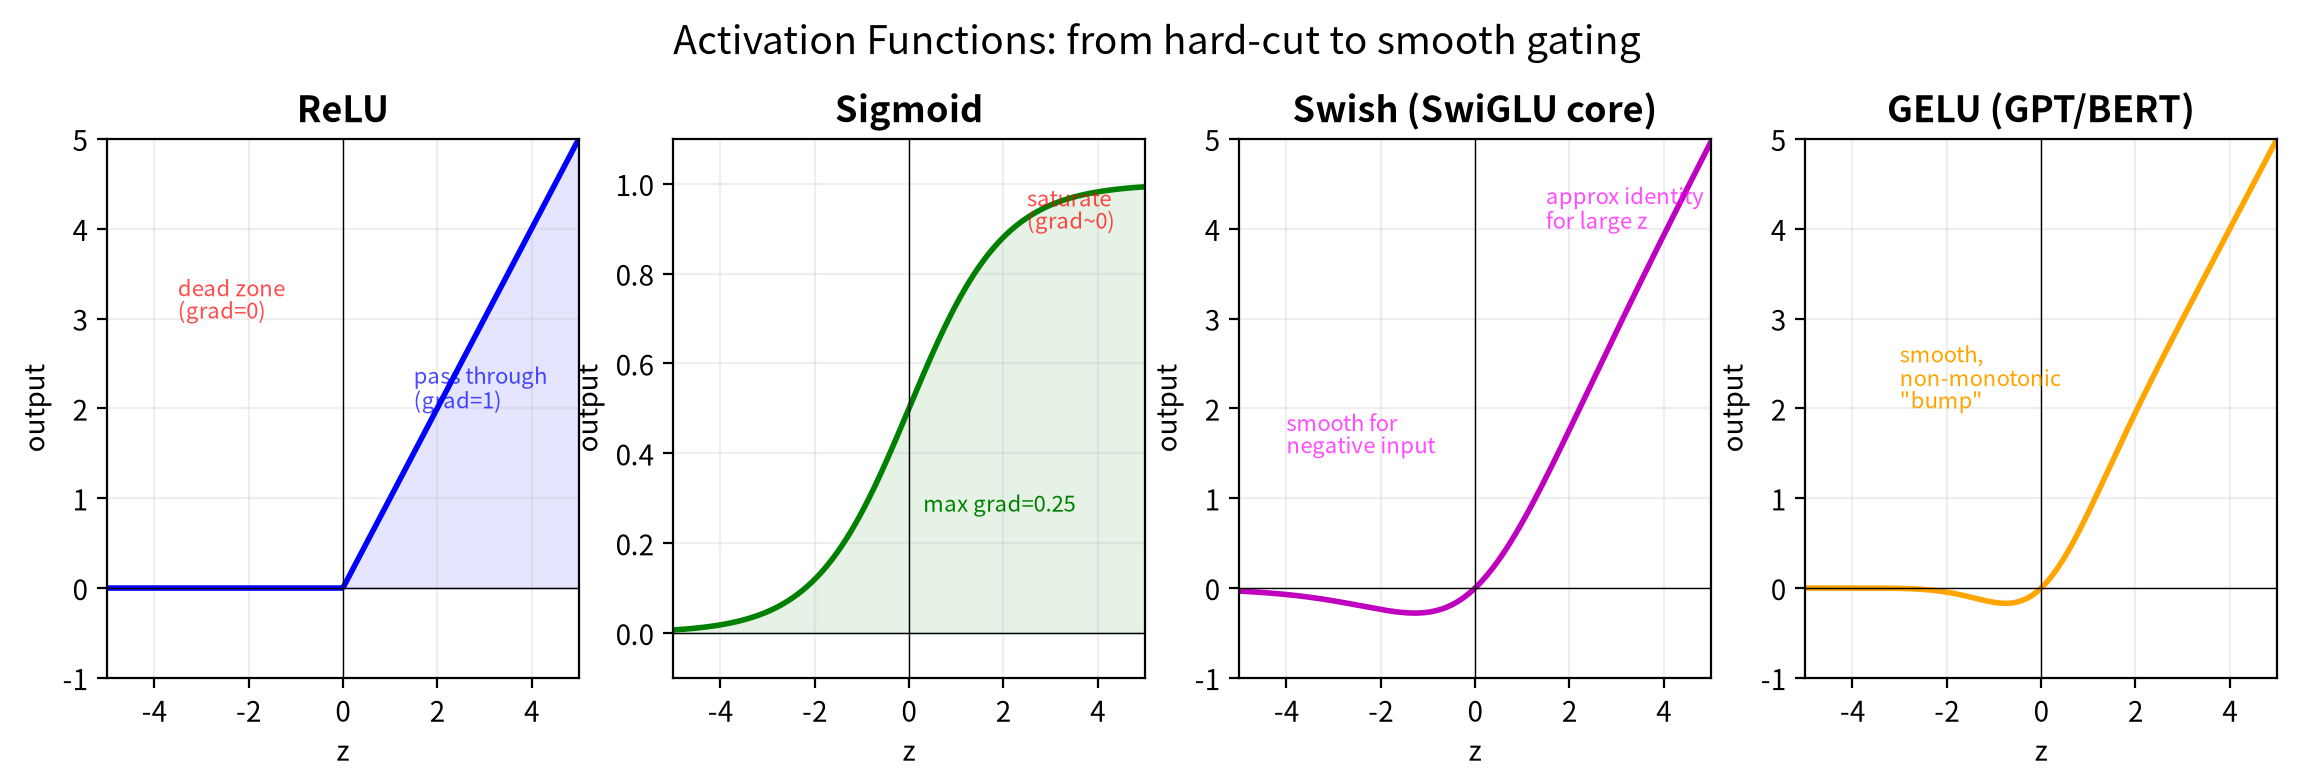 Activation Functions: from hard-cut to smooth gating
ReLU
5
4
3
2
1
0
-1
output
dead zone
(grad=0)
pass through
(grad=1)
-4
-2
0
2
4
z
Sigmoid
1.0
0.8
0.6
0.4
0.2
0.0
output
saturate
(grad~0)
max grad=0.25
-4
-2
0
2
4
z
Swish (SwiGLU core)
5
4
3
2
1
0
-1
output
approx identity
for large z
smooth for
negative input
-4
-2
0
2
4
z
GELU (GPT/BERT)
5
4
3
2
1
0
-1
output
smooth,
non-monotonic
"bump"
-4
-2
0
2
4
z